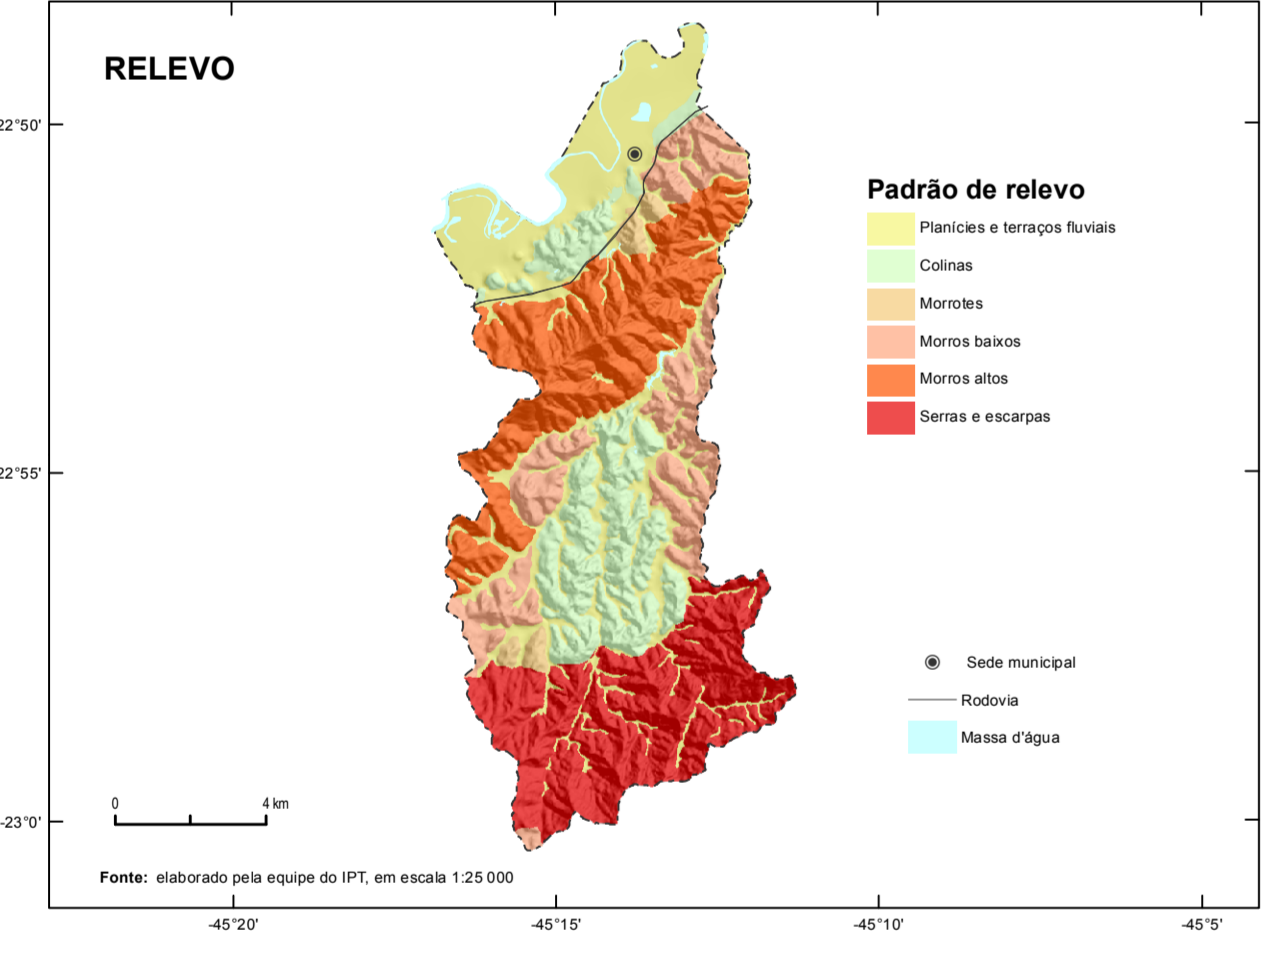 RELEVO
22°50'
22°55'
-23°0'
Padrão de relevo
Planícies e terraços fluviais
Colinas
Morrotes
Morros baixos
Morros altos
Serras e escarpas
Sede municipal
Rodovia
Massa d'água
0 4 km
Fonte: elaborado pela equipe do IPT, em escala 1:25 000
-45°20' -45°15' -45°10' -45°5'